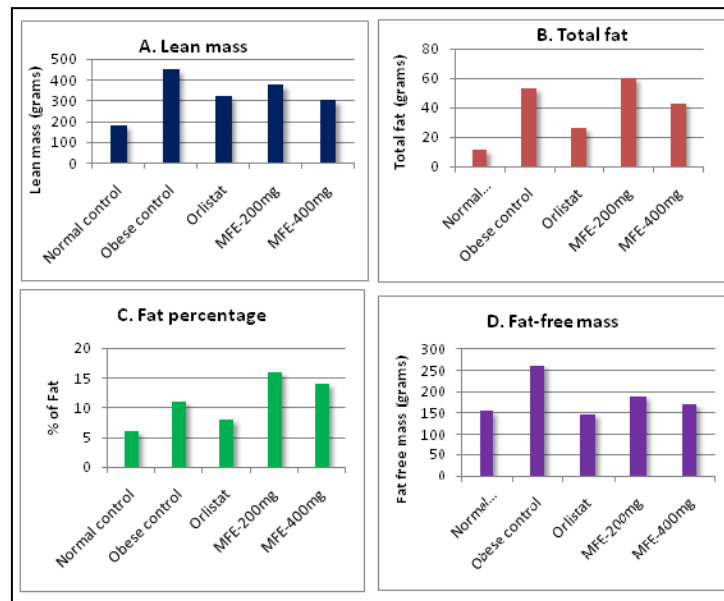 A. Lean mass
Lean mass (grams)
500
400
300
200
100
0
Normal control
Obese control
Orlistat
MFE-200mg
MFE-400mg
B. Total fat
Total fat (grams)
80
60
40
20
0
Normal...
Obese control
Orlistat
MFE-200mg
MFE-400mg
C. Fat percentage
% of Fat
20
15
10
5
0
Normal control
Obese control
Orlistat
MFE-200mg
MFE-400mg
D. Fat-free mass
Fat free mass (grams)
300
250
200
150
100
50
0
Normal...
Obese control
Orlistat
MFE-200mg
MFE-400mg